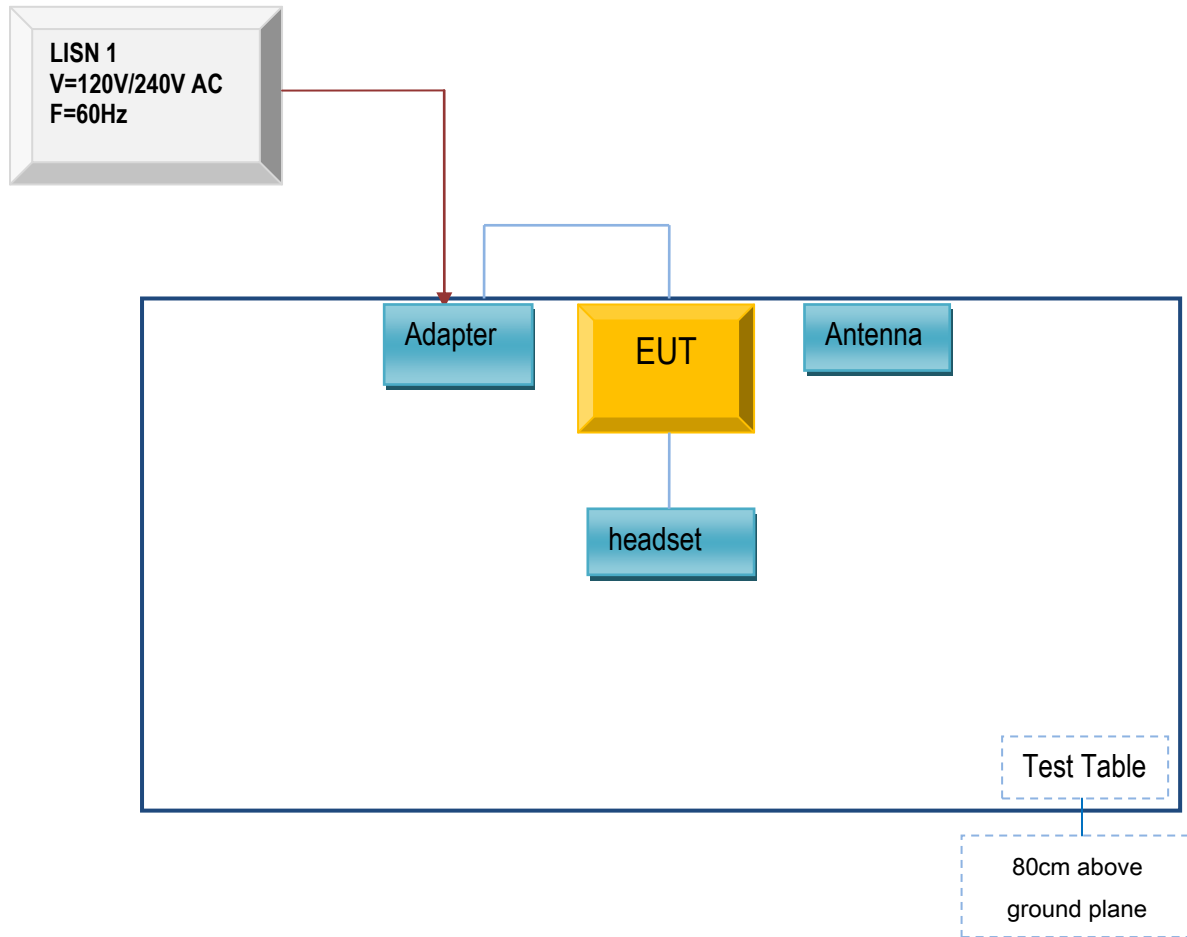 LISN 1
V=120V/240V AC
F=60Hz
Adapter
EUT
Antenna
headset
Test Table
80cm above
ground plane